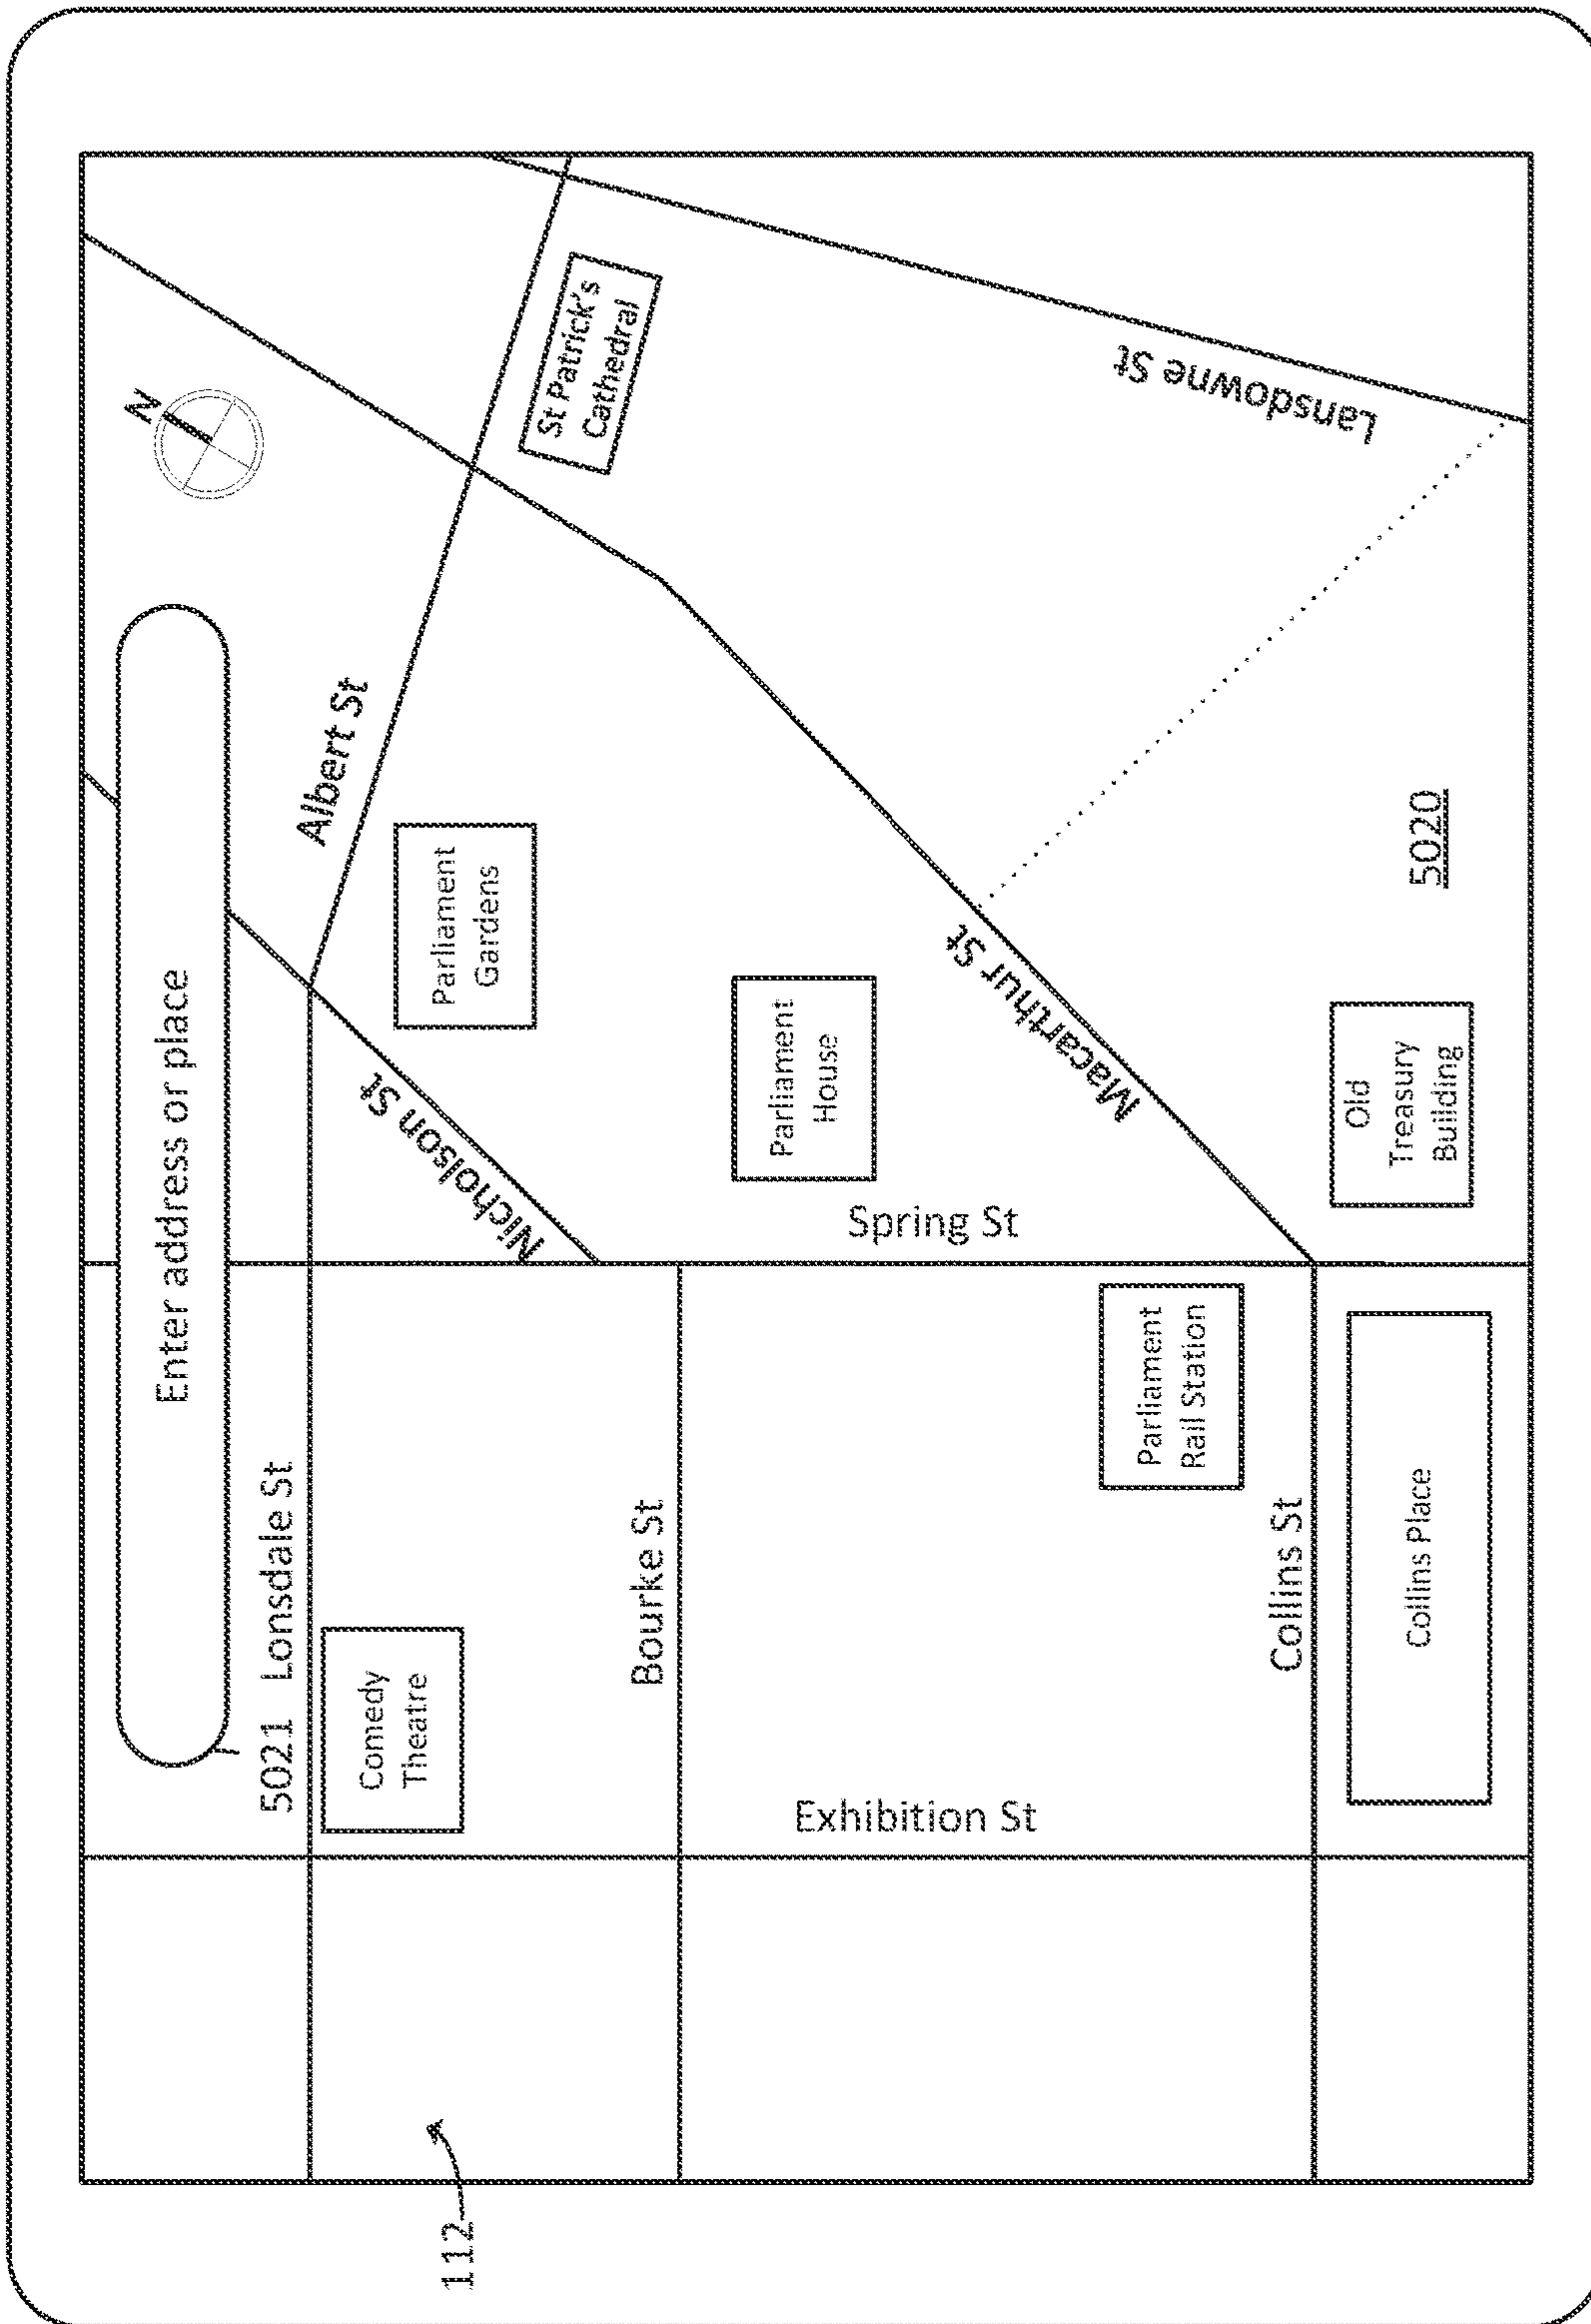 Enter address or place
N
5021 Lonsdale St
Albert St
Nicholson St
Comedy
Theatre
Parliament
Gardens
St Patrick's
Cathedral
Bourke St
Parliament
House
Spring St
Exhibition St
Macarthur St
Lansdowne St
Parliament
Rail Station
Collins St
Collins Place
Old
Treasury
Building
5020
112